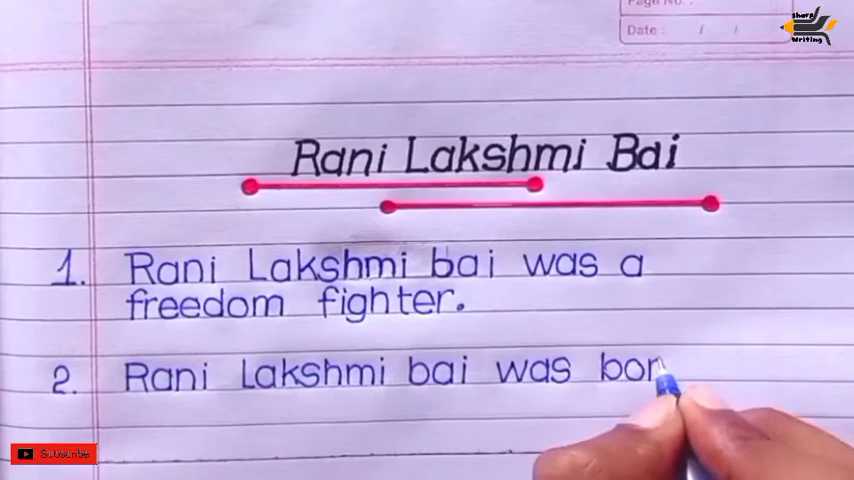 Page No. :
Date : / /
Sharp
Writing
Rani Lakshmi Bai
1. Rani Lakshmi bai was a
freedom fighter.
2. Rani Lakshmi bai was bor
Subscribe